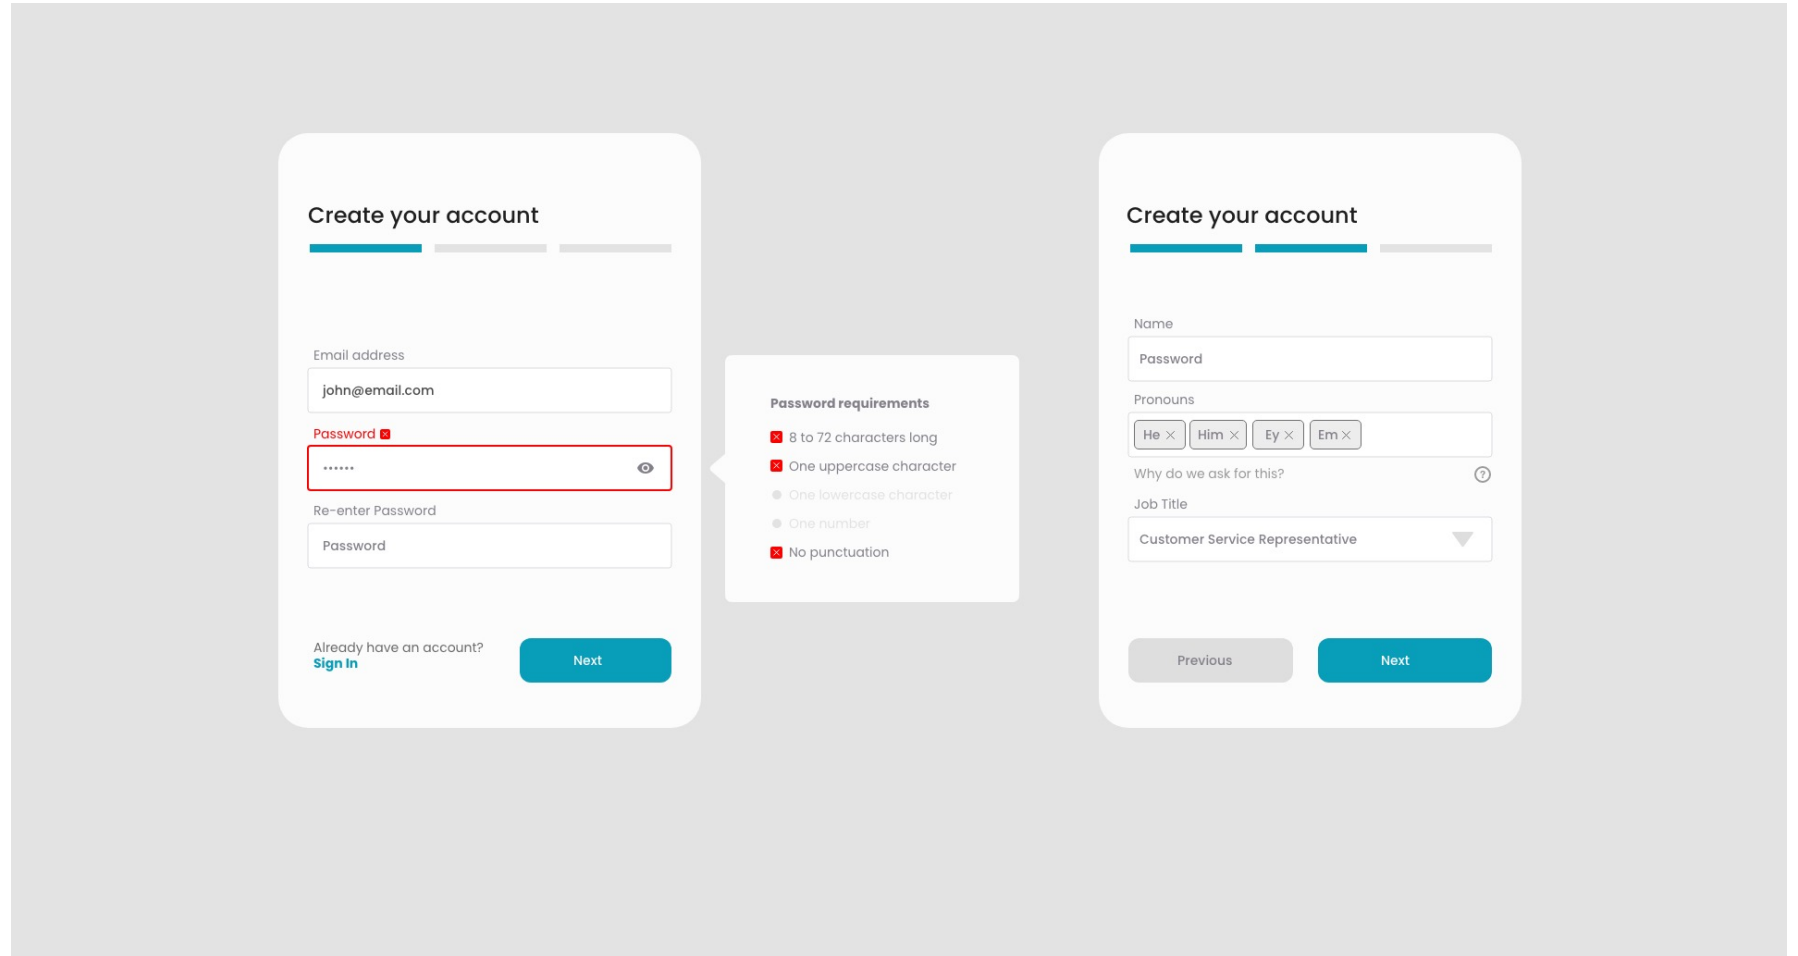 Create your account
Email address
john@email.com
Password
••••••
Re-enter Password
Password
Already have an account?
Sign In
Next
Password requirements
8 to 72 characters long
One uppercase character
One lowercase character
One number
No punctuation
Create your account
Name
Password
Pronouns
He × Him × Ey × Em ×
Why do we ask for this? ?
Job Title
Customer Service Representative
Previous
Next